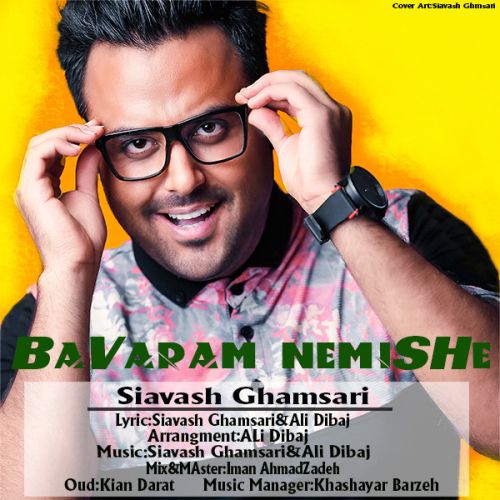 Cover Art:Siavash Ghmsari
BaVaraM neMiSHe
Siavash Ghamsari
Lyric:Siavash Ghamsari&Ali Dibaj
Arrangment:ALi Dibaj
Music:Siavash Ghamsari&Ali Dibaj
Mix&MAster:Iman AhmadZadeh
Oud:Kian Darat Music Manager:Khashayar Barzeh